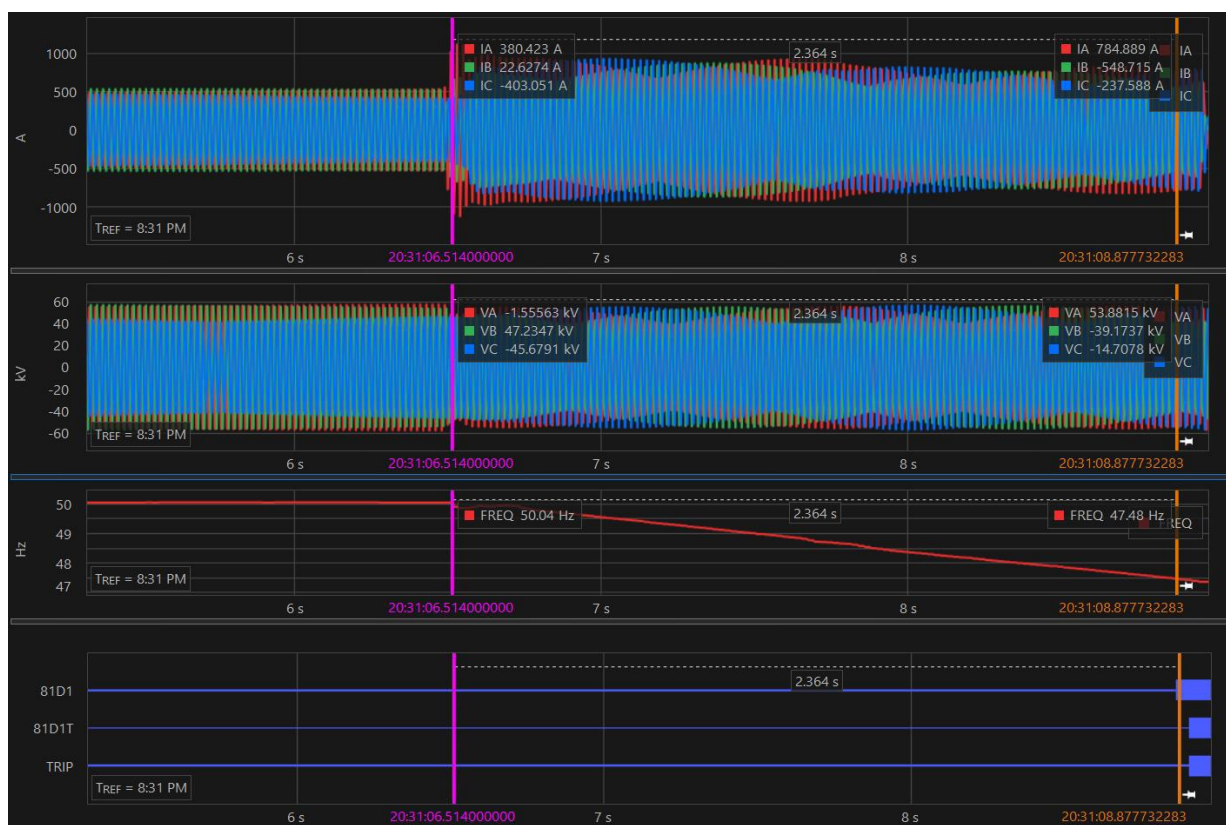 1000
500
0
-500
-1000
A
IA 380.423 A
IB 22.6274 A
IC -403.051 A
2.364 s
IA 784.889 A
IB -548.715 A
IC -237.588 A
IA
IB
IC
TREF = 8:31 PM
6 s
20:31:06.514000000
7 s
8 s
20:31:08.877732283
60
40
20
0
-20
-40
-60
kV
VA -1.55563 kV
VB 47.2347 kV
VC -45.6791 kV
2.364 s
VA 53.8815 kV
VB -39.1737 kV
VC -14.7078 kV
VA
VB
VC
TREF = 8:31 PM
6 s
20:31:06.514000000
7 s
8 s
20:31:08.877732283
50
49
48
47
Hz
FREQ 50.04 Hz
2.364 s
FREQ 47.48 Hz
FREQ
TREF = 8:31 PM
6 s
20:31:06.514000000
7 s
8 s
20:31:08.877732283
81D1
81D1T
TRIP
2.364 s
TREF = 8:31 PM
6 s
20:31:06.514000000
7 s
8 s
20:31:08.877732283